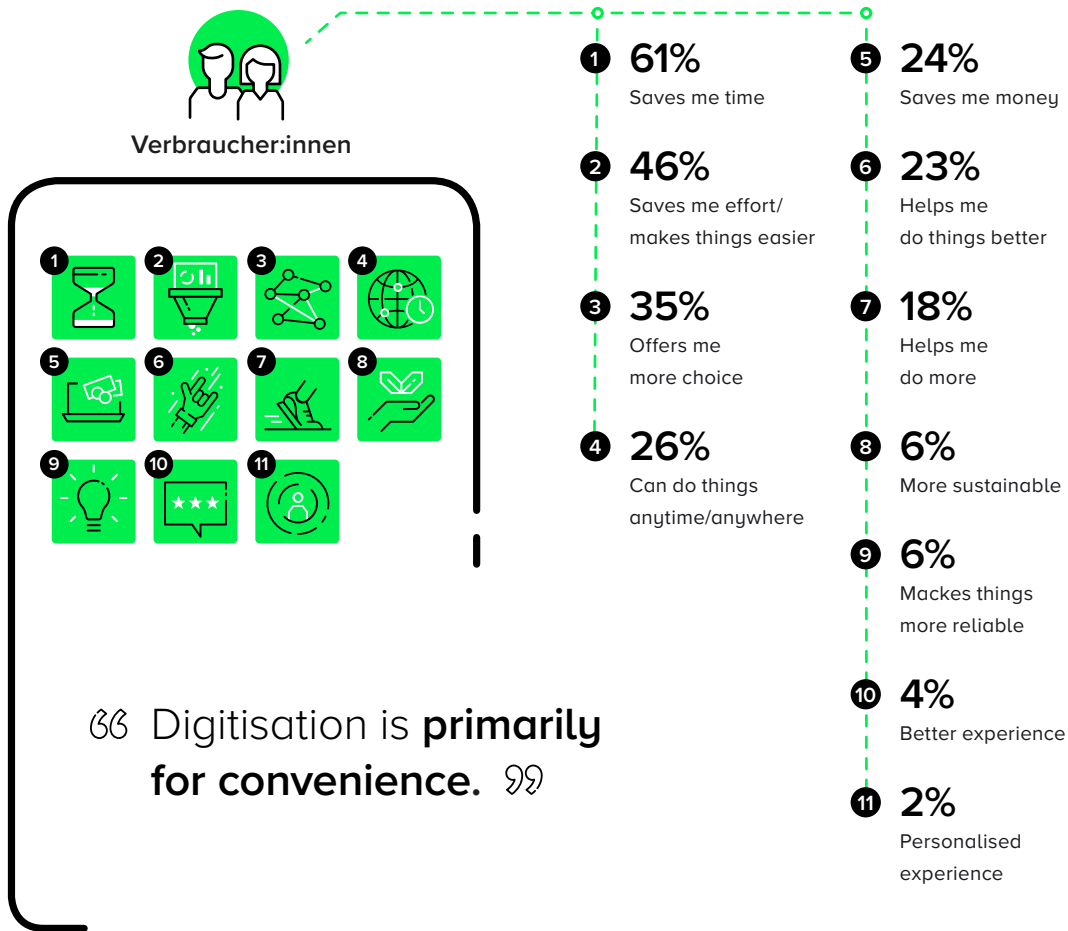 Verbraucher:innen
1
2
3
4
5
6
7
8
9
10
11
“ Digitisation is primarily
for convenience. ”
1 61%
Saves me time
2 46%
Saves me effort/
makes things easier
3 35%
Offers me
more choice
4 26%
Can do things
anytime/anywhere
5 24%
Saves me money
6 23%
Helps me
do things better
7 18%
Helps me
do more
8 6%
More sustainable
9 6%
Mackes things
more reliable
10 4%
Better experience
11 2%
Personalised
experience